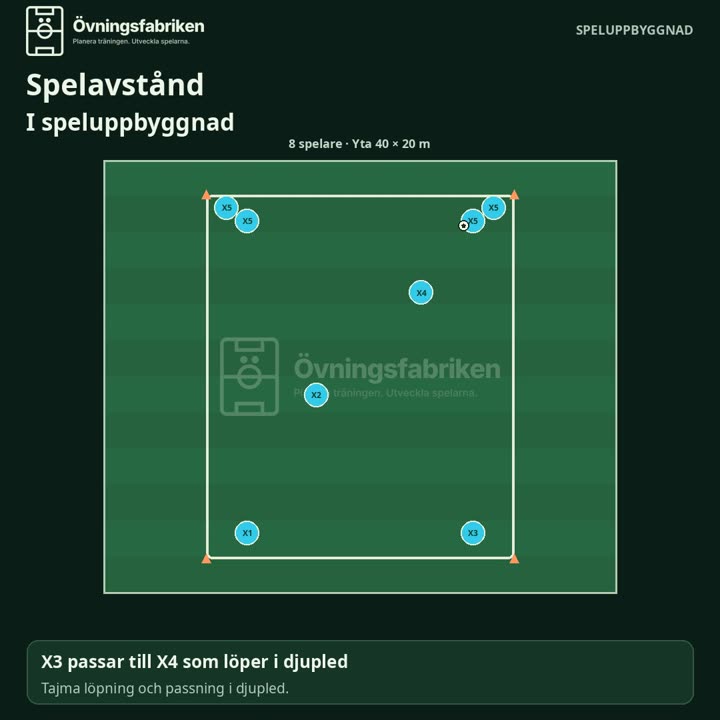 Övningsfabriken
Planera träningen. Utveckla spelarna.
SPELUPPBYGGNAD
Spelavstånd
I speluppbyggnad
8 spelare · Yta 40 × 20 m
X5
X5
X5
X5
X4
Övningsfabriken
träningen. Utveckla spelarna.
X2
X1
X3
X3 passar till X4 som löper i djupled
Tajma löpning och passning i djupled.